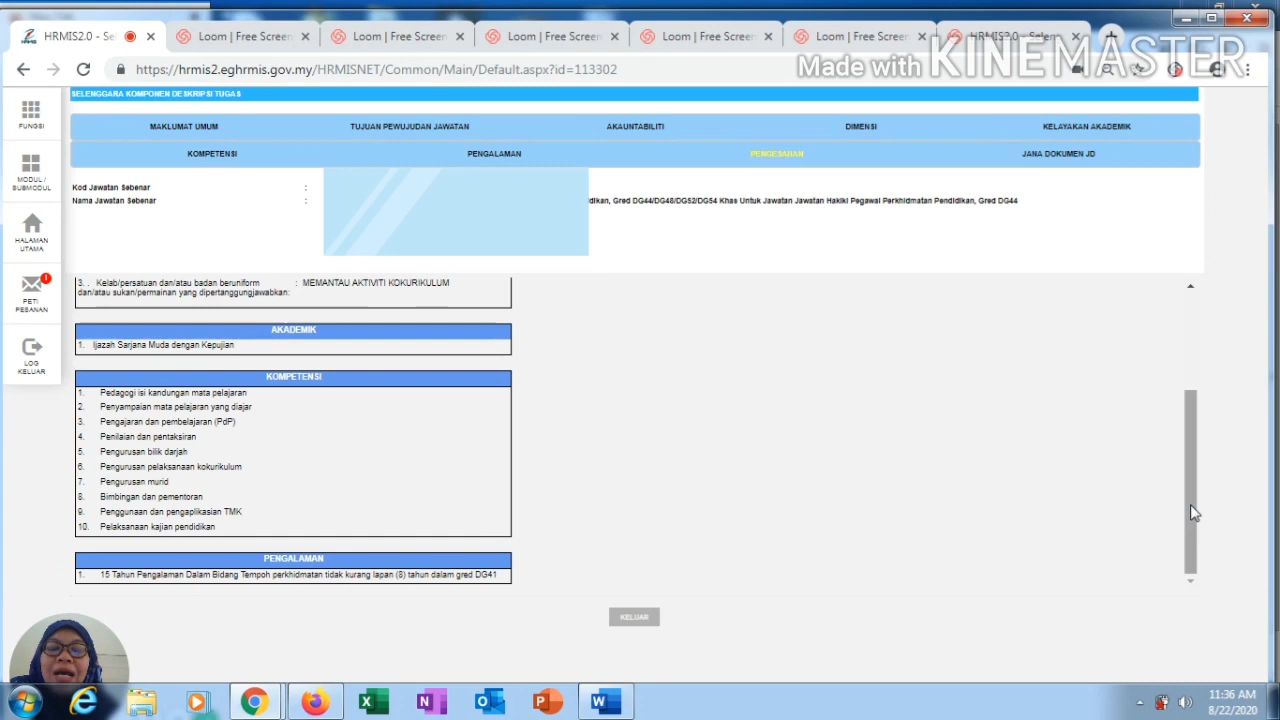 HRMIS2.0 - Sel
Loom | Free Screen
Loom | Free Screen
Loom | Free Screen
Loom | Free Screen
Loom | Free Screen
HRMIS2.0 - Selen
Made with KINEMASTER
https://hrmis2.eghrmis.gov.my/HRMISNET/Common/Main/Default.aspx?id=113302
SELENGGARA KOMPONEN DESKRIPSI TUGAS
FUNGSI
MODUL /
SUBMODUL
HALAMAN
UTAMA
PETI
PESANAN
LOG
KELUAR
MAKLUMAT UMUM
TUJUAN PEWUJUDAN JAWATAN
AKAUNTABILITI
DIMENSI
KELAYAKAN AKADEMIK
KOMPETENSI
PENGALAMAN
PENGESAHAN
JANA DOKUMEN JD
Kod Jawatan Sebenar :
Nama Jawatan Sebenar : dikan, Gred DG44/DG48/DG52/DG54 Khas Untuk Jawatan Jawatan Hakiki Pegawai Perkhidmatan Pendidikan, Gred DG44
3. . Kelab/persatuan dan/atau badan beruniform : MEMANTAU AKTIVITI KOKURIKULUM
dan/atau sukan/permainan yang dipertanggungjawabkan:
AKADEMIK
1. Ijazah Sarjana Muda dengan Kepujian
KOMPETENSI
1. Pedagogi isi kandungan mata pelajaran
2. Penyampaian mata pelajaran yang diajar
3. Pengajaran dan pembelajaran (PdP)
4. Penilaian dan pentaksiran
5. Pengurusan bilik darjah
6. Pengurusan pelaksanaan kokurikulum
7. Pengurusan murid
8. Bimbingan dan pementoran
9. Penggunaan dan pengaplikasian TMK
10. Pelaksanaan kajian pendidikan
PENGALAMAN
1. 15 Tahun Pengalaman Dalam Bidang Tempoh perkhidmatan tidak kurang lapan (8) tahun dalam gred DG41
KELUAR
11:36 AM
8/22/2020